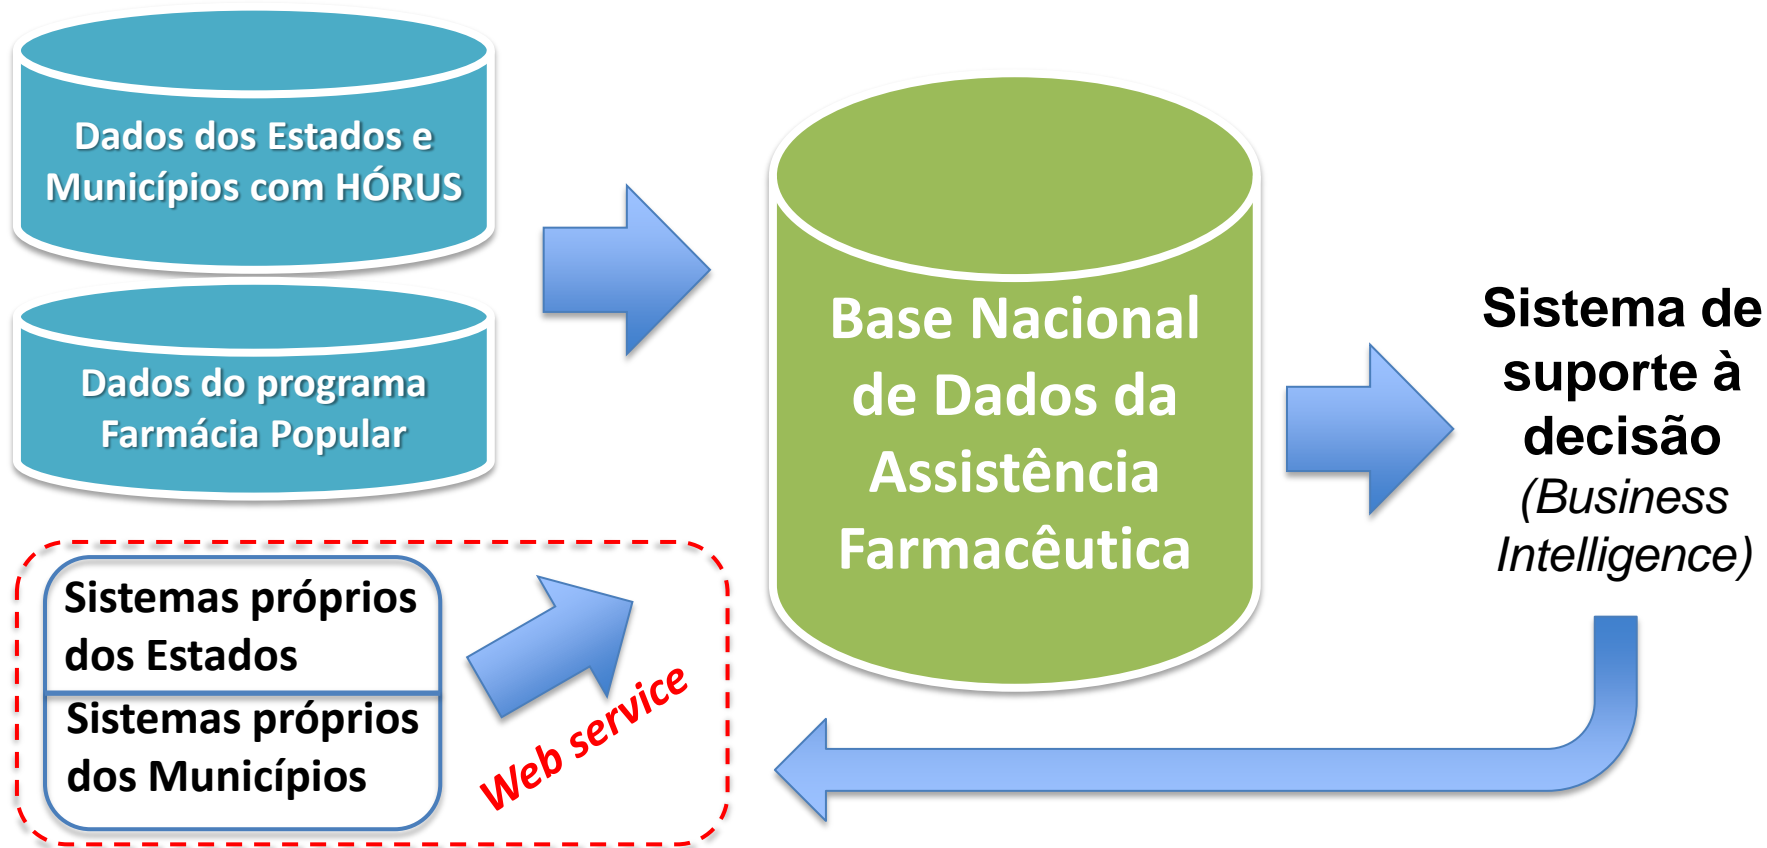 Dados dos Estados e
Municípios com HÓRUS
Dados do programa
Farmácia Popular
Sistemas próprios
dos Estados
Sistemas próprios
dos Municípios
Web service
Base Nacional
de Dados da
Assistência
Farmacêutica
Sistema de
suporte à
decisão
(Business
Intelligence)